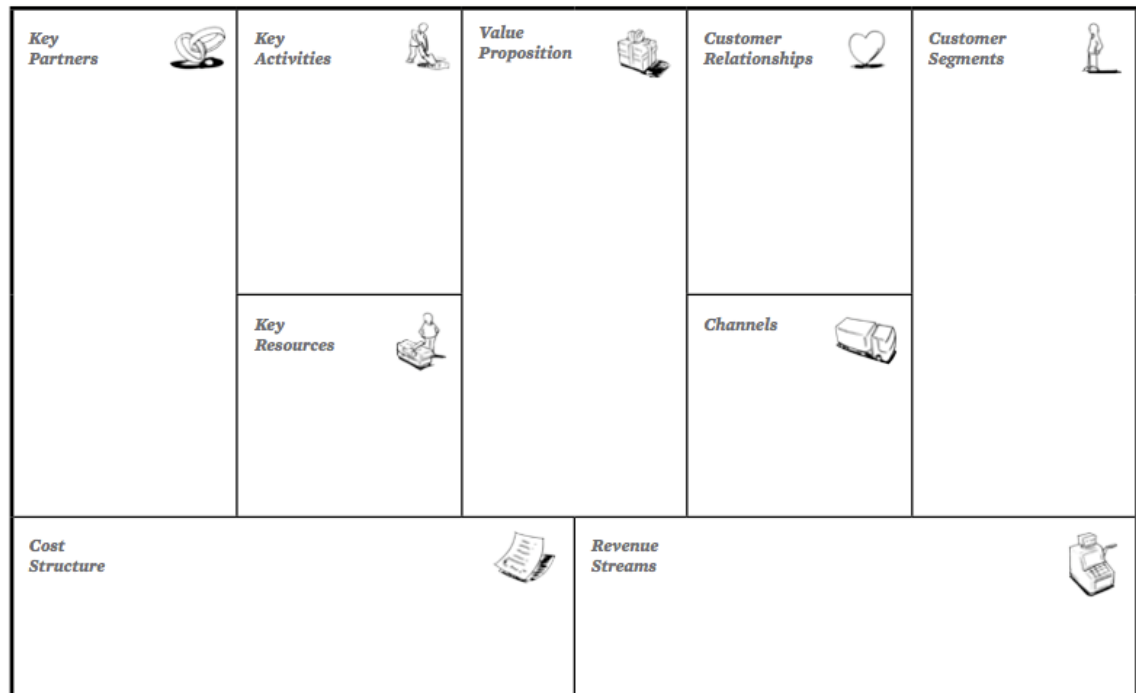 Key
Partners
Key
Activities
Value
Proposition
Customer
Relationships
Customer
Segments
Key
Resources
Channels
Cost
Structure
Revenue
Streams